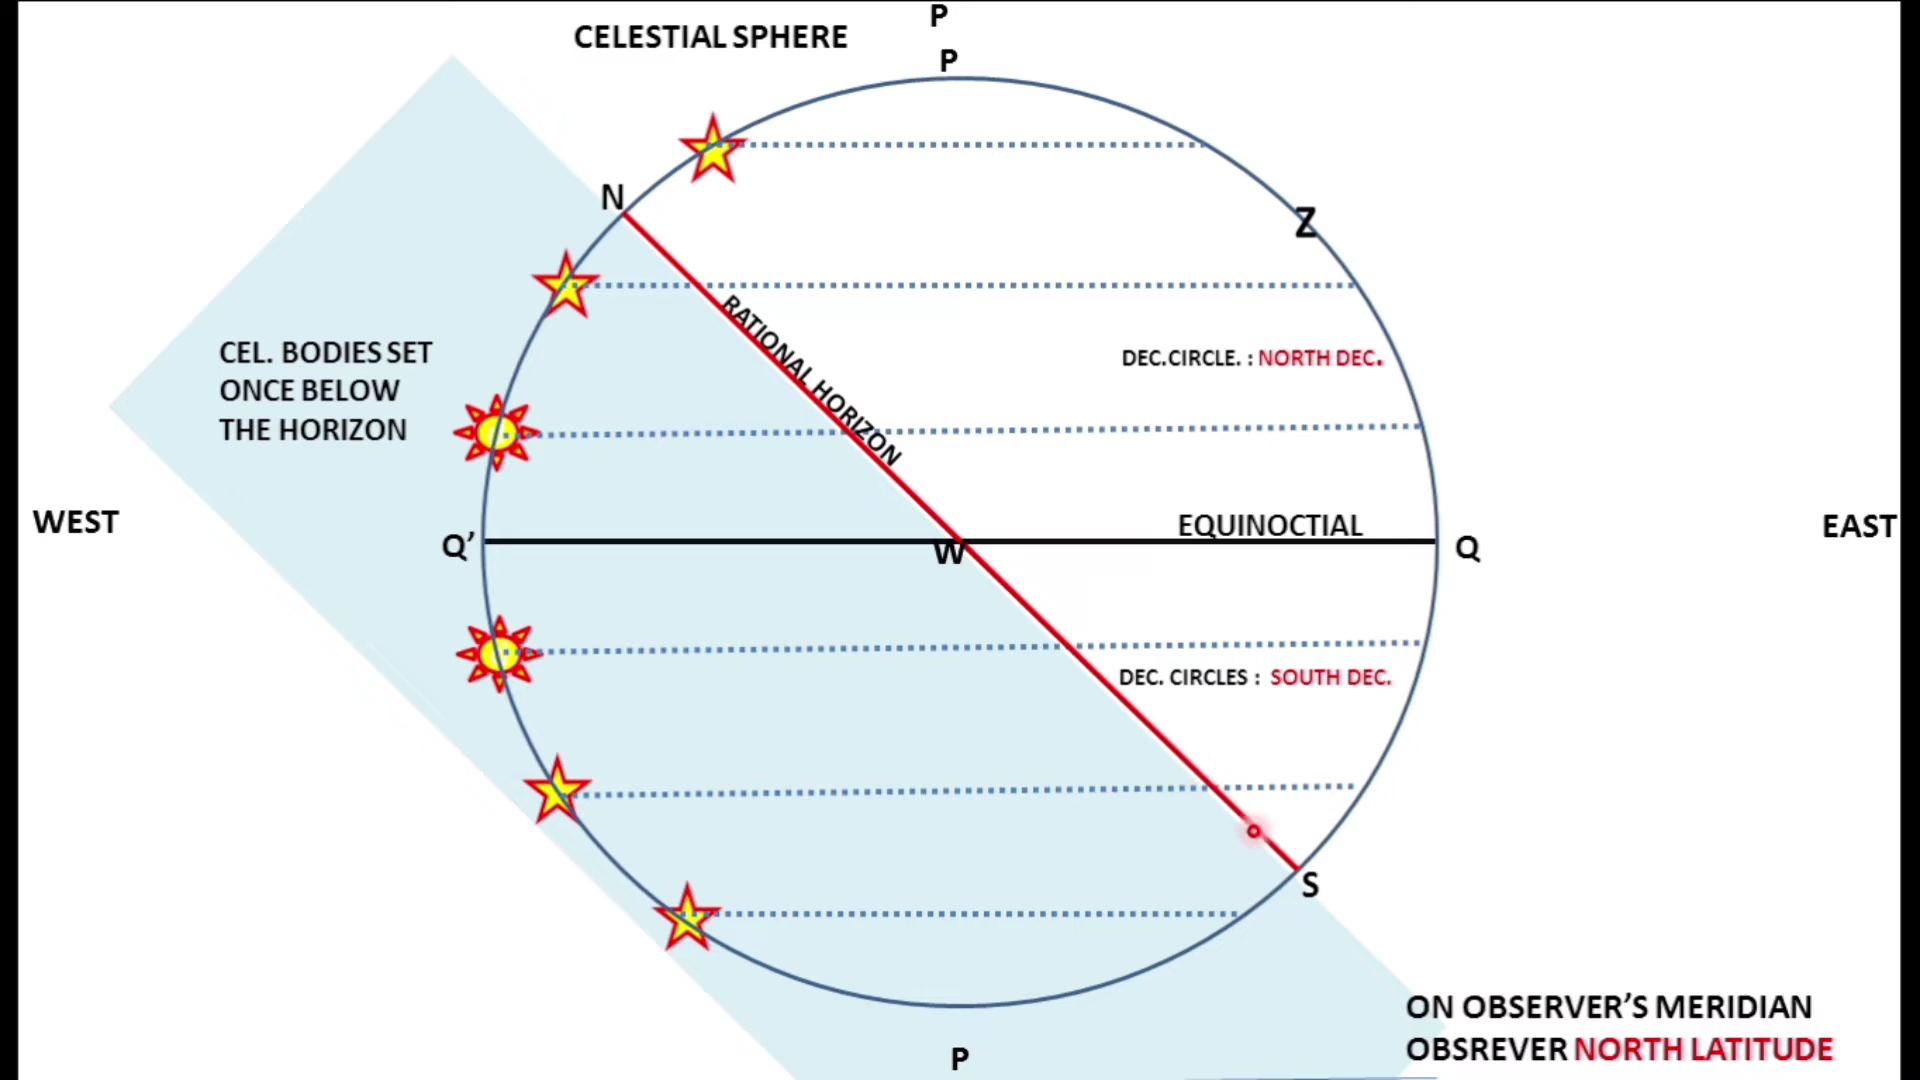 P
CELESTIAL SPHERE
P
N
Z
RATIONAL HORIZON
CEL. BODIES SET
ONCE BELOW
THE HORIZON
DEC.CIRCLE. : NORTH DEC.
WEST
EQUINOCTIAL
EAST
Q’
W
Q
DEC. CIRCLES : SOUTH DEC.
S
ON OBSERVER’S MERIDIAN
OBSREVER NORTH LATITUDE
P